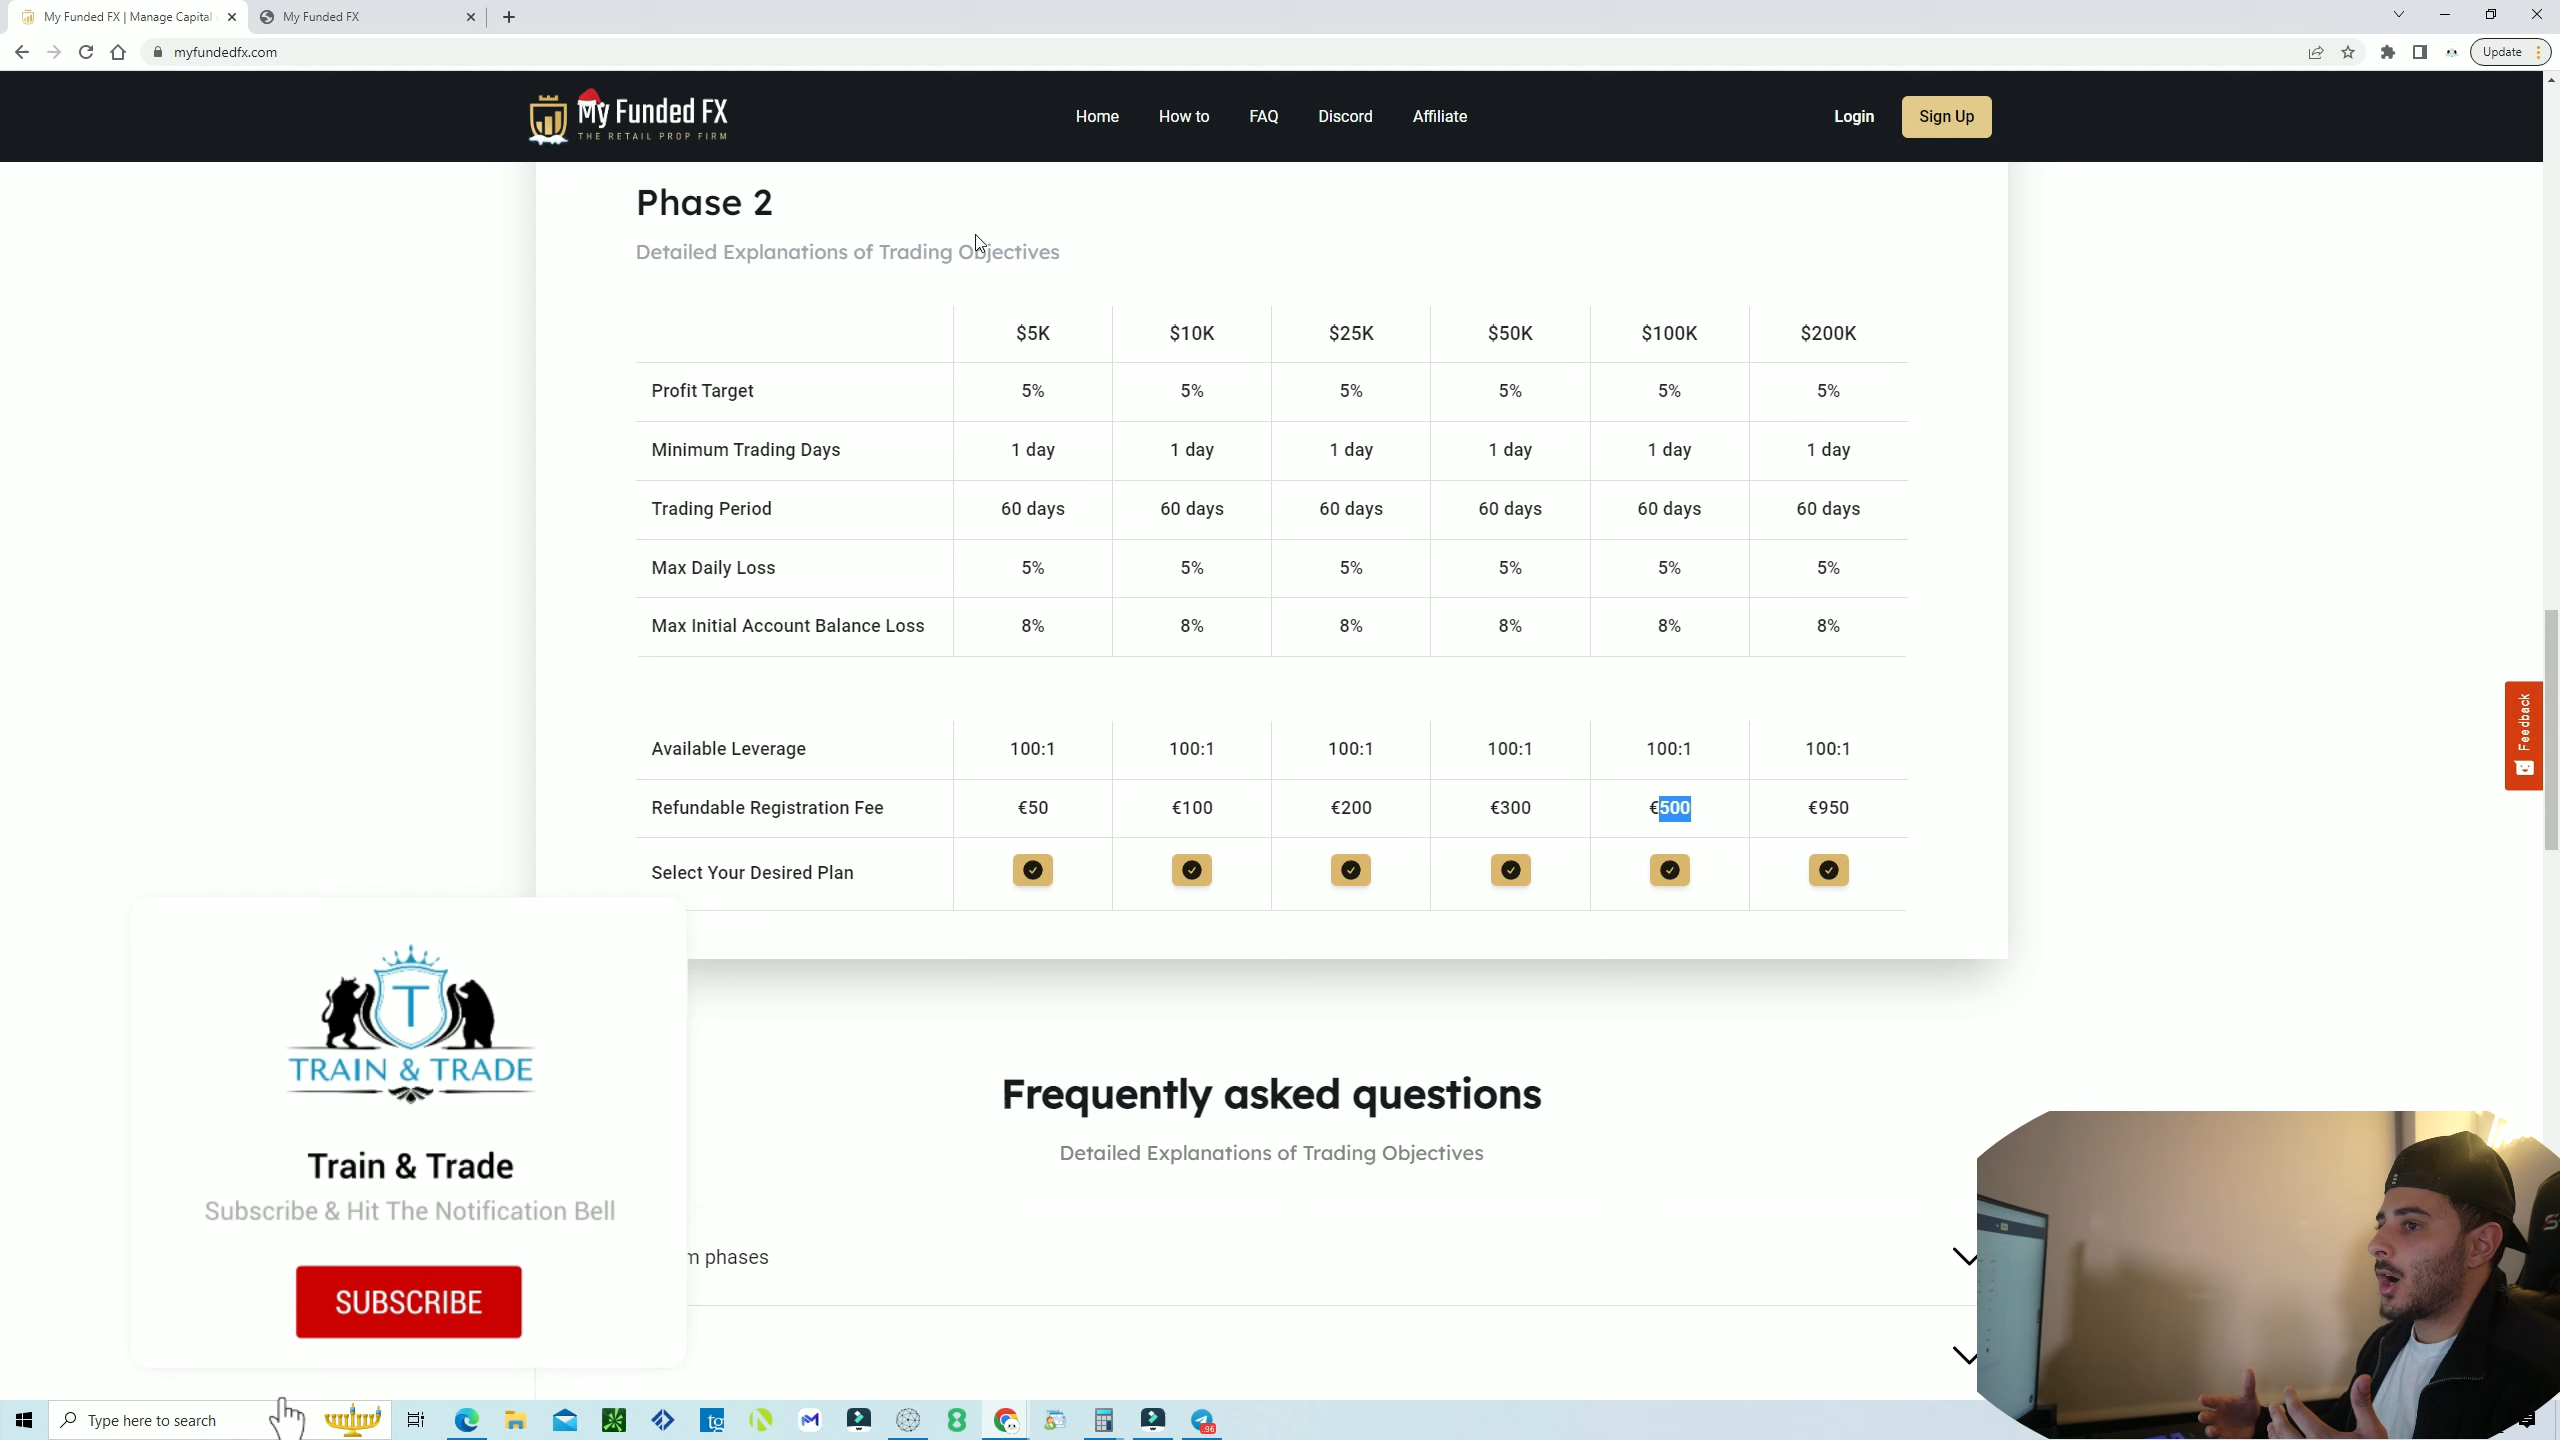 My Funded FX | Manage Capital
My Funded FX
myfundedfx.com
Update
My Funded FX
THE RETAIL PROP FIRM
Home
How to
FAQ
Discord
Affiliate
Login
Sign Up
Phase 2
Detailed Explanations of Trading Objectives
$5K $10K $25K $50K $100K $200K
Profit Target 5% 5% 5% 5% 5% 5%
Minimum Trading Days 1 day 1 day 1 day 1 day 1 day 1 day
Trading Period 60 days 60 days 60 days 60 days 60 days 60 days
Max Daily Loss 5% 5% 5% 5% 5% 5%
Max Initial Account Balance Loss 8% 8% 8% 8% 8% 8%
Available Leverage 100:1 100:1 100:1 100:1 100:1 100:1
Refundable Registration Fee €50 €100 €200 €300 €500 €950
Select Your Desired Plan
Feedback
T
TRAIN & TRADE
Train & Trade
Subscribe & Hit The Notification Bell
SUBSCRIBE
Frequently asked questions
Detailed Explanations of Trading Objectives
m phases
Type here to search
tg
96